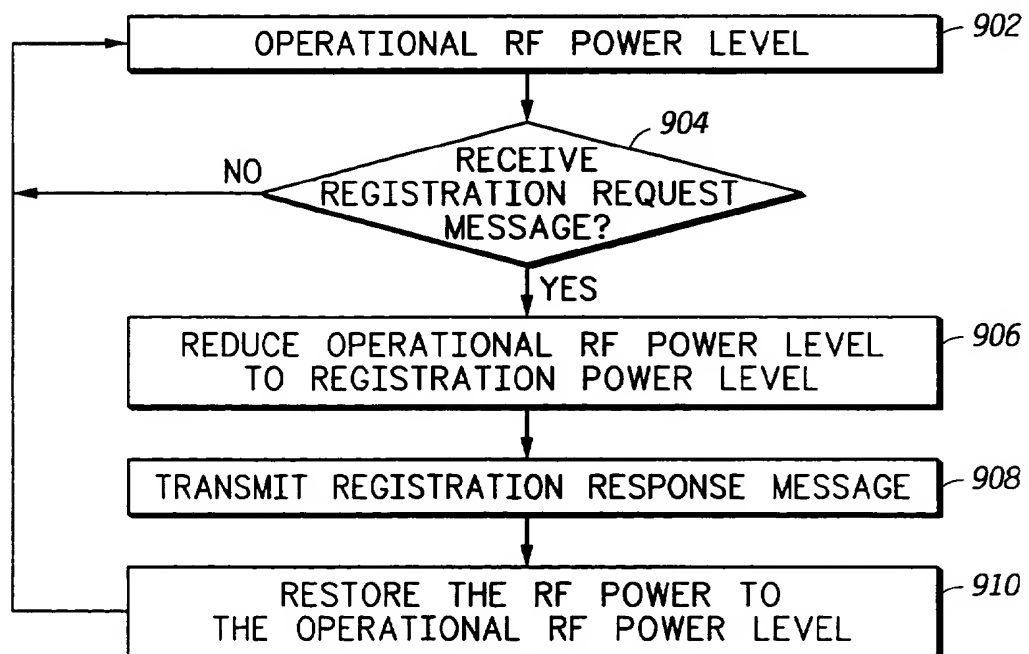 OPERATIONAL RF POWER LEVEL
902
904
RECEIVE
REGISTRATION REQUEST
MESSAGE?
NO
YES
REDUCE OPERATIONAL RF POWER LEVEL
TO REGISTRATION POWER LEVEL
906
TRANSMIT REGISTRATION RESPONSE MESSAGE
908
RESTORE THE RF POWER TO
THE OPERATIONAL RF POWER LEVEL
910